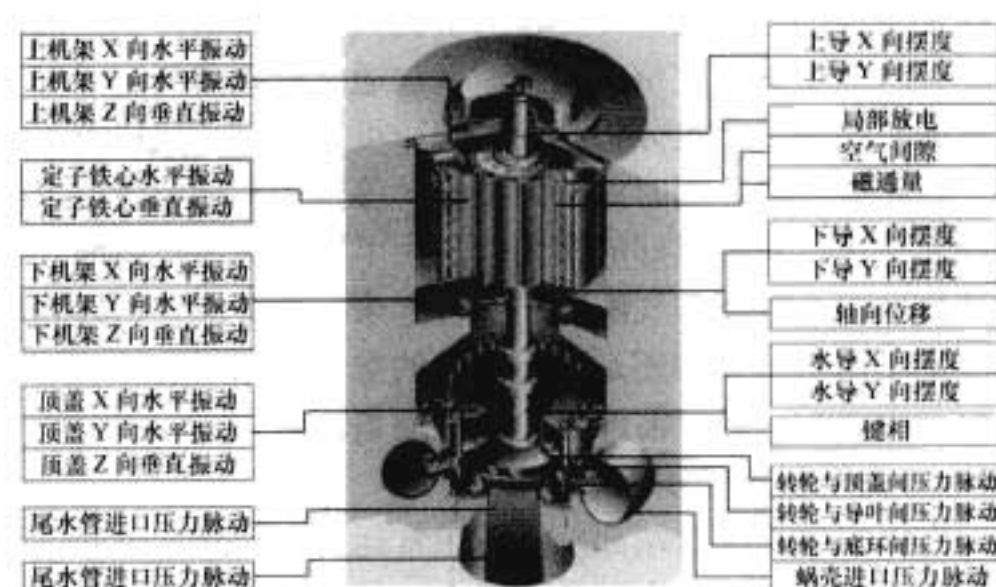 上机架 X 向水平振动
上机架 Y 向水平振动
上机架 Z 向垂直振动
定子铁心水平振动
定子铁心垂直振动
下机架 X 向水平振动
下机架 Y 向水平振动
下机架 Z 向垂直振动
顶盖 X 向水平振动
顶盖 Y 向水平振动
顶盖 Z 向垂直振动
尾水管进口压力脉动
尾水管进口压力脉动
上导 X 向摆度
上导 Y 向摆度
局部放电
空气间隙
磁通量
下导 X 向摆度
下导 Y 向摆度
轴向位移
水导 X 向摆度
水导 Y 向摆度
键相
转轮与顶盖间压力脉动
转轮与导叶间压力脉动
转轮与底环间压力脉动
蜗壳进口压力脉动